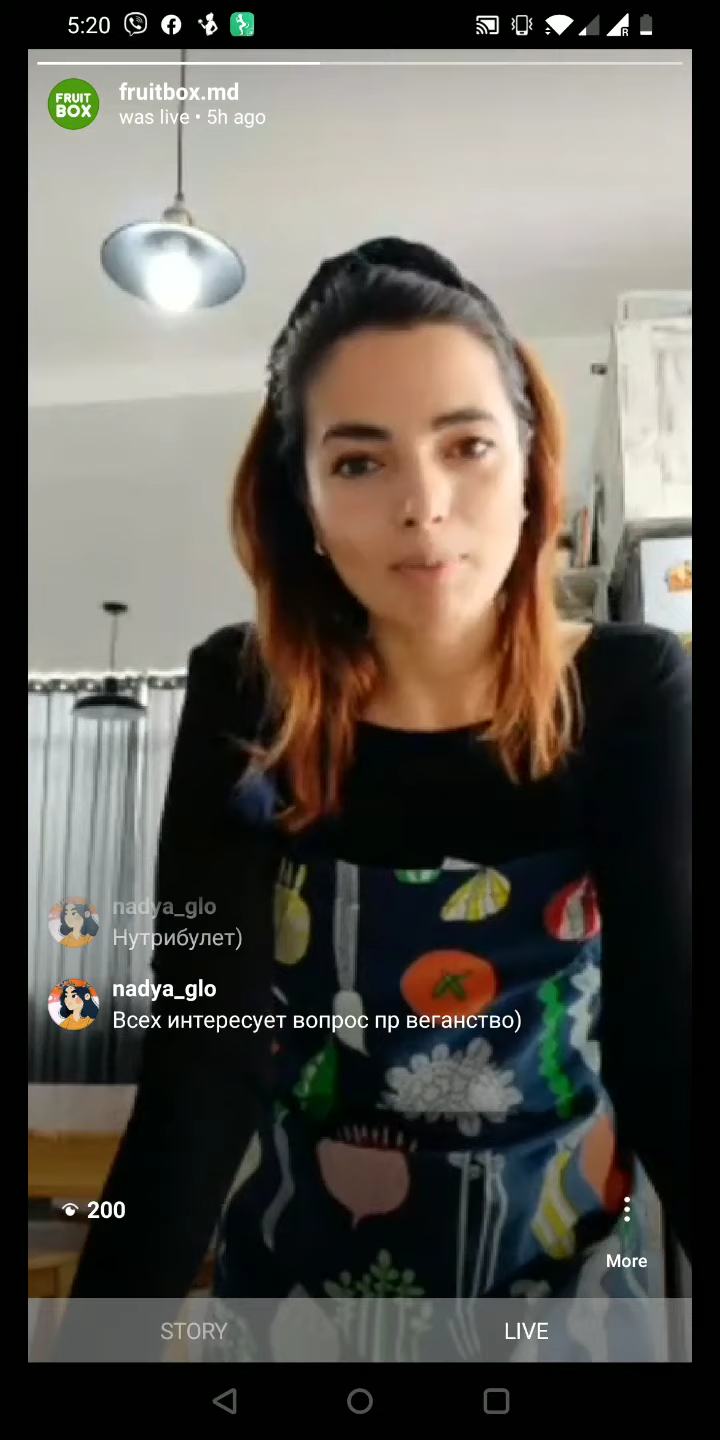 5:20
R
FRUIT
BOX
fruitbox.md
was live • 5h ago
nadya_glo
Нутрибулет)
nadya_glo
Всех интересует вопрос пр веганство)
200
More
STORY
LIVE